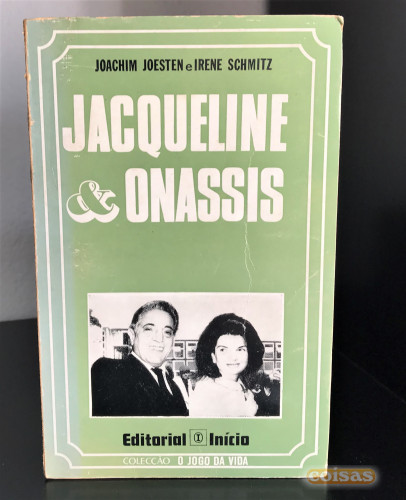 JOACHIM JOESTEN e IRENE SCHMITZ
JACQUELINE
& ONASSIS
Editorial I Início
COLECÇÃO O JOGO DA VIDA
coisas